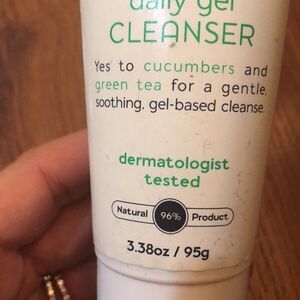 daily gel
CLEANSER
Yes to cucumbers and
green tea for a gentle,
soothing, gel-based cleanse.
dermatologist
tested
Natural 96% Product
3.38oz / 95g